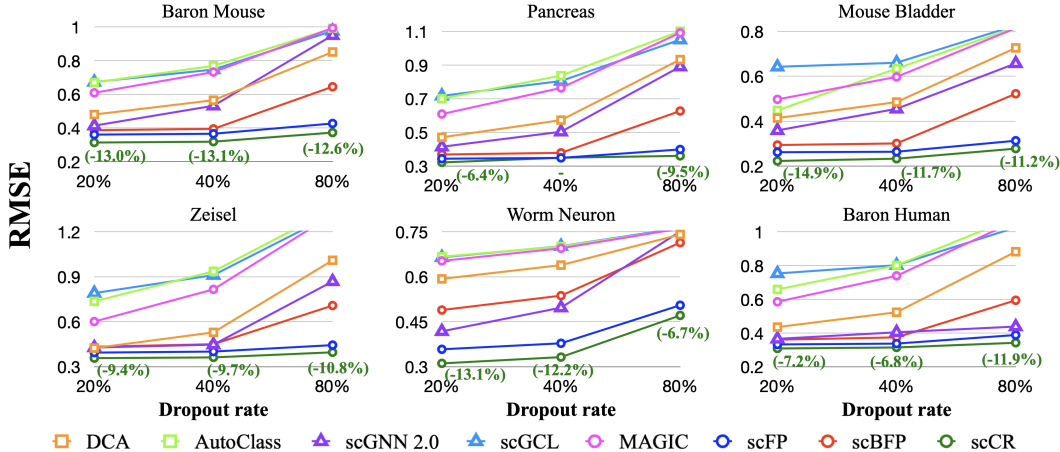 Baron Mouse
1
0.8
0.6
0.4
0.2
(-13.0%) (-13.1%) (-12.6%)
20% 40% 80%
Pancreas
1.1
0.9
0.7
0.5
0.3
(-6.4%) - (-9.5%)
20% 40% 80%
Mouse Bladder
0.8
0.6
0.4
0.2
(-14.9%) (-11.7%) (-11.2%)
20% 40% 80%
RMSE
Zeisel
1.2
0.9
0.6
0.3
(-9.4%) (-9.7%) (-10.8%)
20% 40% 80%
Dropout rate
Worm Neuron
0.75
0.6
0.45
0.3
(-13.1%) (-12.2%) (-6.7%)
20% 40% 80%
Dropout rate
Baron Human
1
0.8
0.6
0.4
0.2
(-7.2%) (-6.8%) (-11.9%)
20% 40% 80%
Dropout rate
DCA AutoClass scGNN 2.0 scGCL MAGIC scFP scBFP scCR